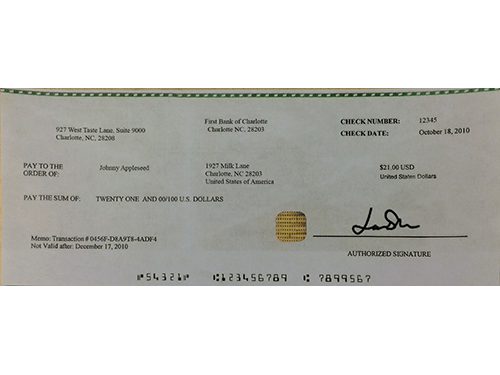 First Bank of Charlotte
Charlotte NC, 28203
CHECK NUMBER: 12345
CHECK DATE: October 18, 2010
927 West Taste Lane, Suite 9000
Charlotte, NC, 28208
PAY TO THE
ORDER OF:
Johnny Appleseed
1927 Milk Lane
Charlotte, NC 28203
United States of America
$21.00 USD
United States Dollars
PAY THE SUM OF: TWENTY ONE AND 00/100 U.S. DOLLARS
Memo: Transaction # 0456F-D8A9T8-4ADF4
Not Valid after: December 17, 2010
AUTHORIZED SIGNATURE
⑈54321⑈ ⑆123456789 ⑆ 7899567